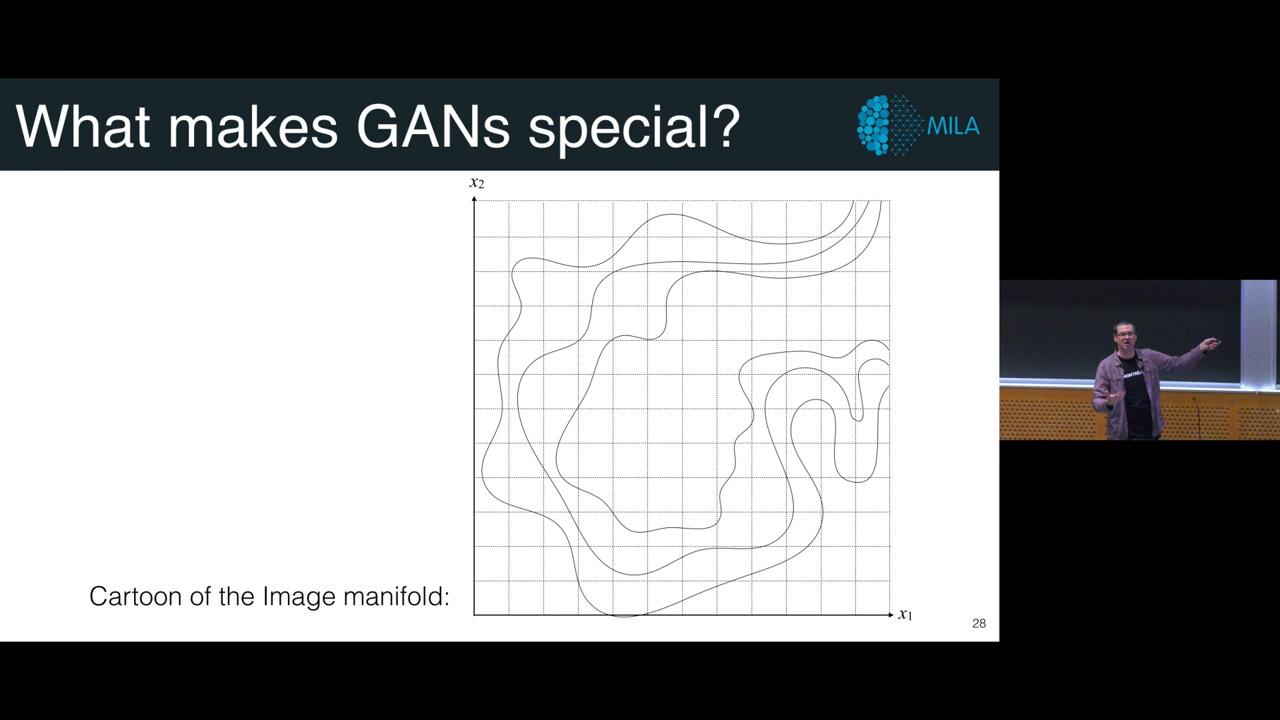 What makes GANs special?
MILA
x2
Cartoon of the Image manifold:
x1
28